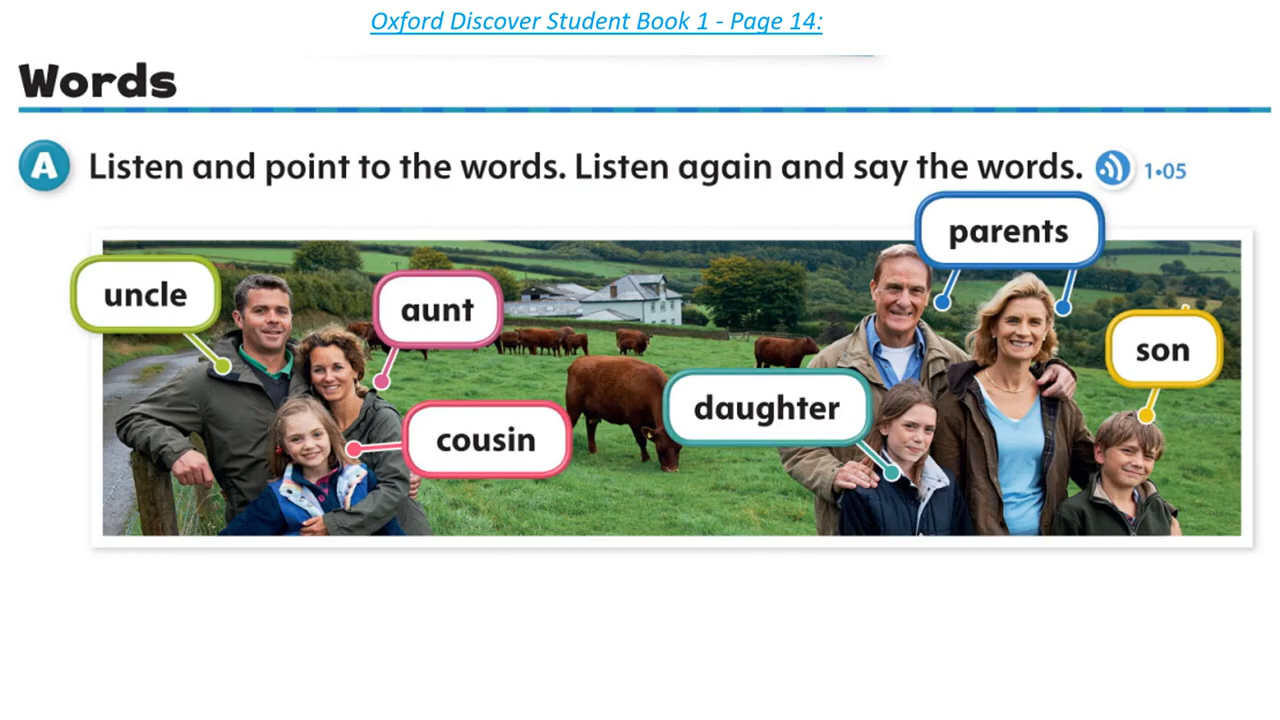 Oxford Discover Student Book 1 - Page 14:
Words
A Listen and point to the words. Listen again and say the words. 1•05
parents
uncle
aunt
son
daughter
cousin